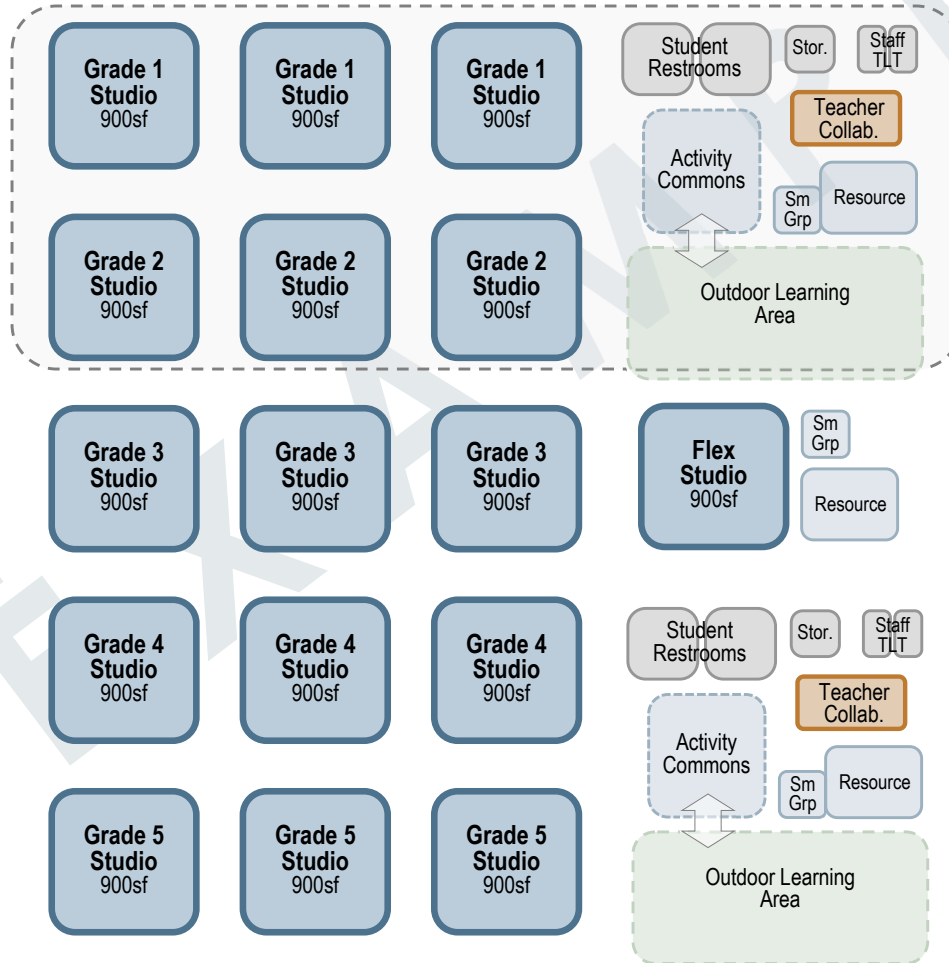 Grade 1
Studio
900sf
Grade 1
Studio
900sf
Grade 1
Studio
900sf
Student
Restrooms
Stor.
Staff
TLT
Teacher
Collab.
Activity
Commons
Sm
Grp
Resource
Grade 2
Studio
900sf
Grade 2
Studio
900sf
Grade 2
Studio
900sf
Outdoor Learning
Area
Grade 3
Studio
900sf
Grade 3
Studio
900sf
Grade 3
Studio
900sf
Flex
Studio
900sf
Sm
Grp
Resource
Grade 4
Studio
900sf
Grade 4
Studio
900sf
Grade 4
Studio
900sf
Student
Restrooms
Stor.
Staff
TLT
Teacher
Collab.
Activity
Commons
Sm
Grp
Resource
Grade 5
Studio
900sf
Grade 5
Studio
900sf
Grade 5
Studio
900sf
Outdoor Learning
Area